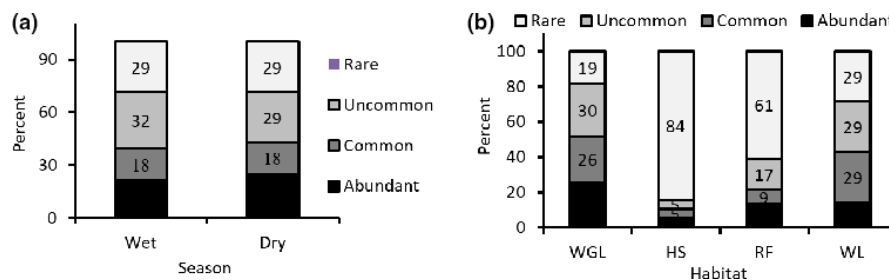 (a)
90
60
30
0
Percent
29
32
18
29
29
18
Wet
Dry
Season
Rare
Uncommon
Common
Abundant
(b)
Rare Uncommon Common Abundant
100
80
60
40
20
0
Percent
19
30
26
84
5
5
61
17
9
29
29
29
WGL
HS
RF
WL
Habitat